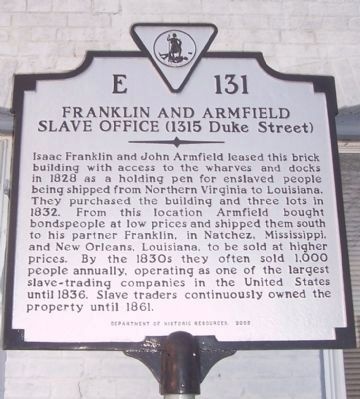 E 131
FRANKLIN AND ARMFIELD
SLAVE OFFICE (1315 Duke Street)
Isaac Franklin and John Armfield leased this brick
building with access to the wharves and docks
in 1828 as a holding pen for enslaved people
being shipped from Northern Virginia to Louisiana.
They purchased the building and three lots in
1832. From this location Armfield bought
bondspeople at low prices and shipped them south
to his partner Franklin, in Natchez, Mississippi,
and New Orleans, Louisiana, to be sold at higher
prices. By the 1830s they often sold 1,000
people annually, operating as one of the largest
slave-trading companies in the United States
until 1836. Slave traders continuously owned the
property until 1861.
DEPARTMENT OF HISTORIC RESOURCES, 2005